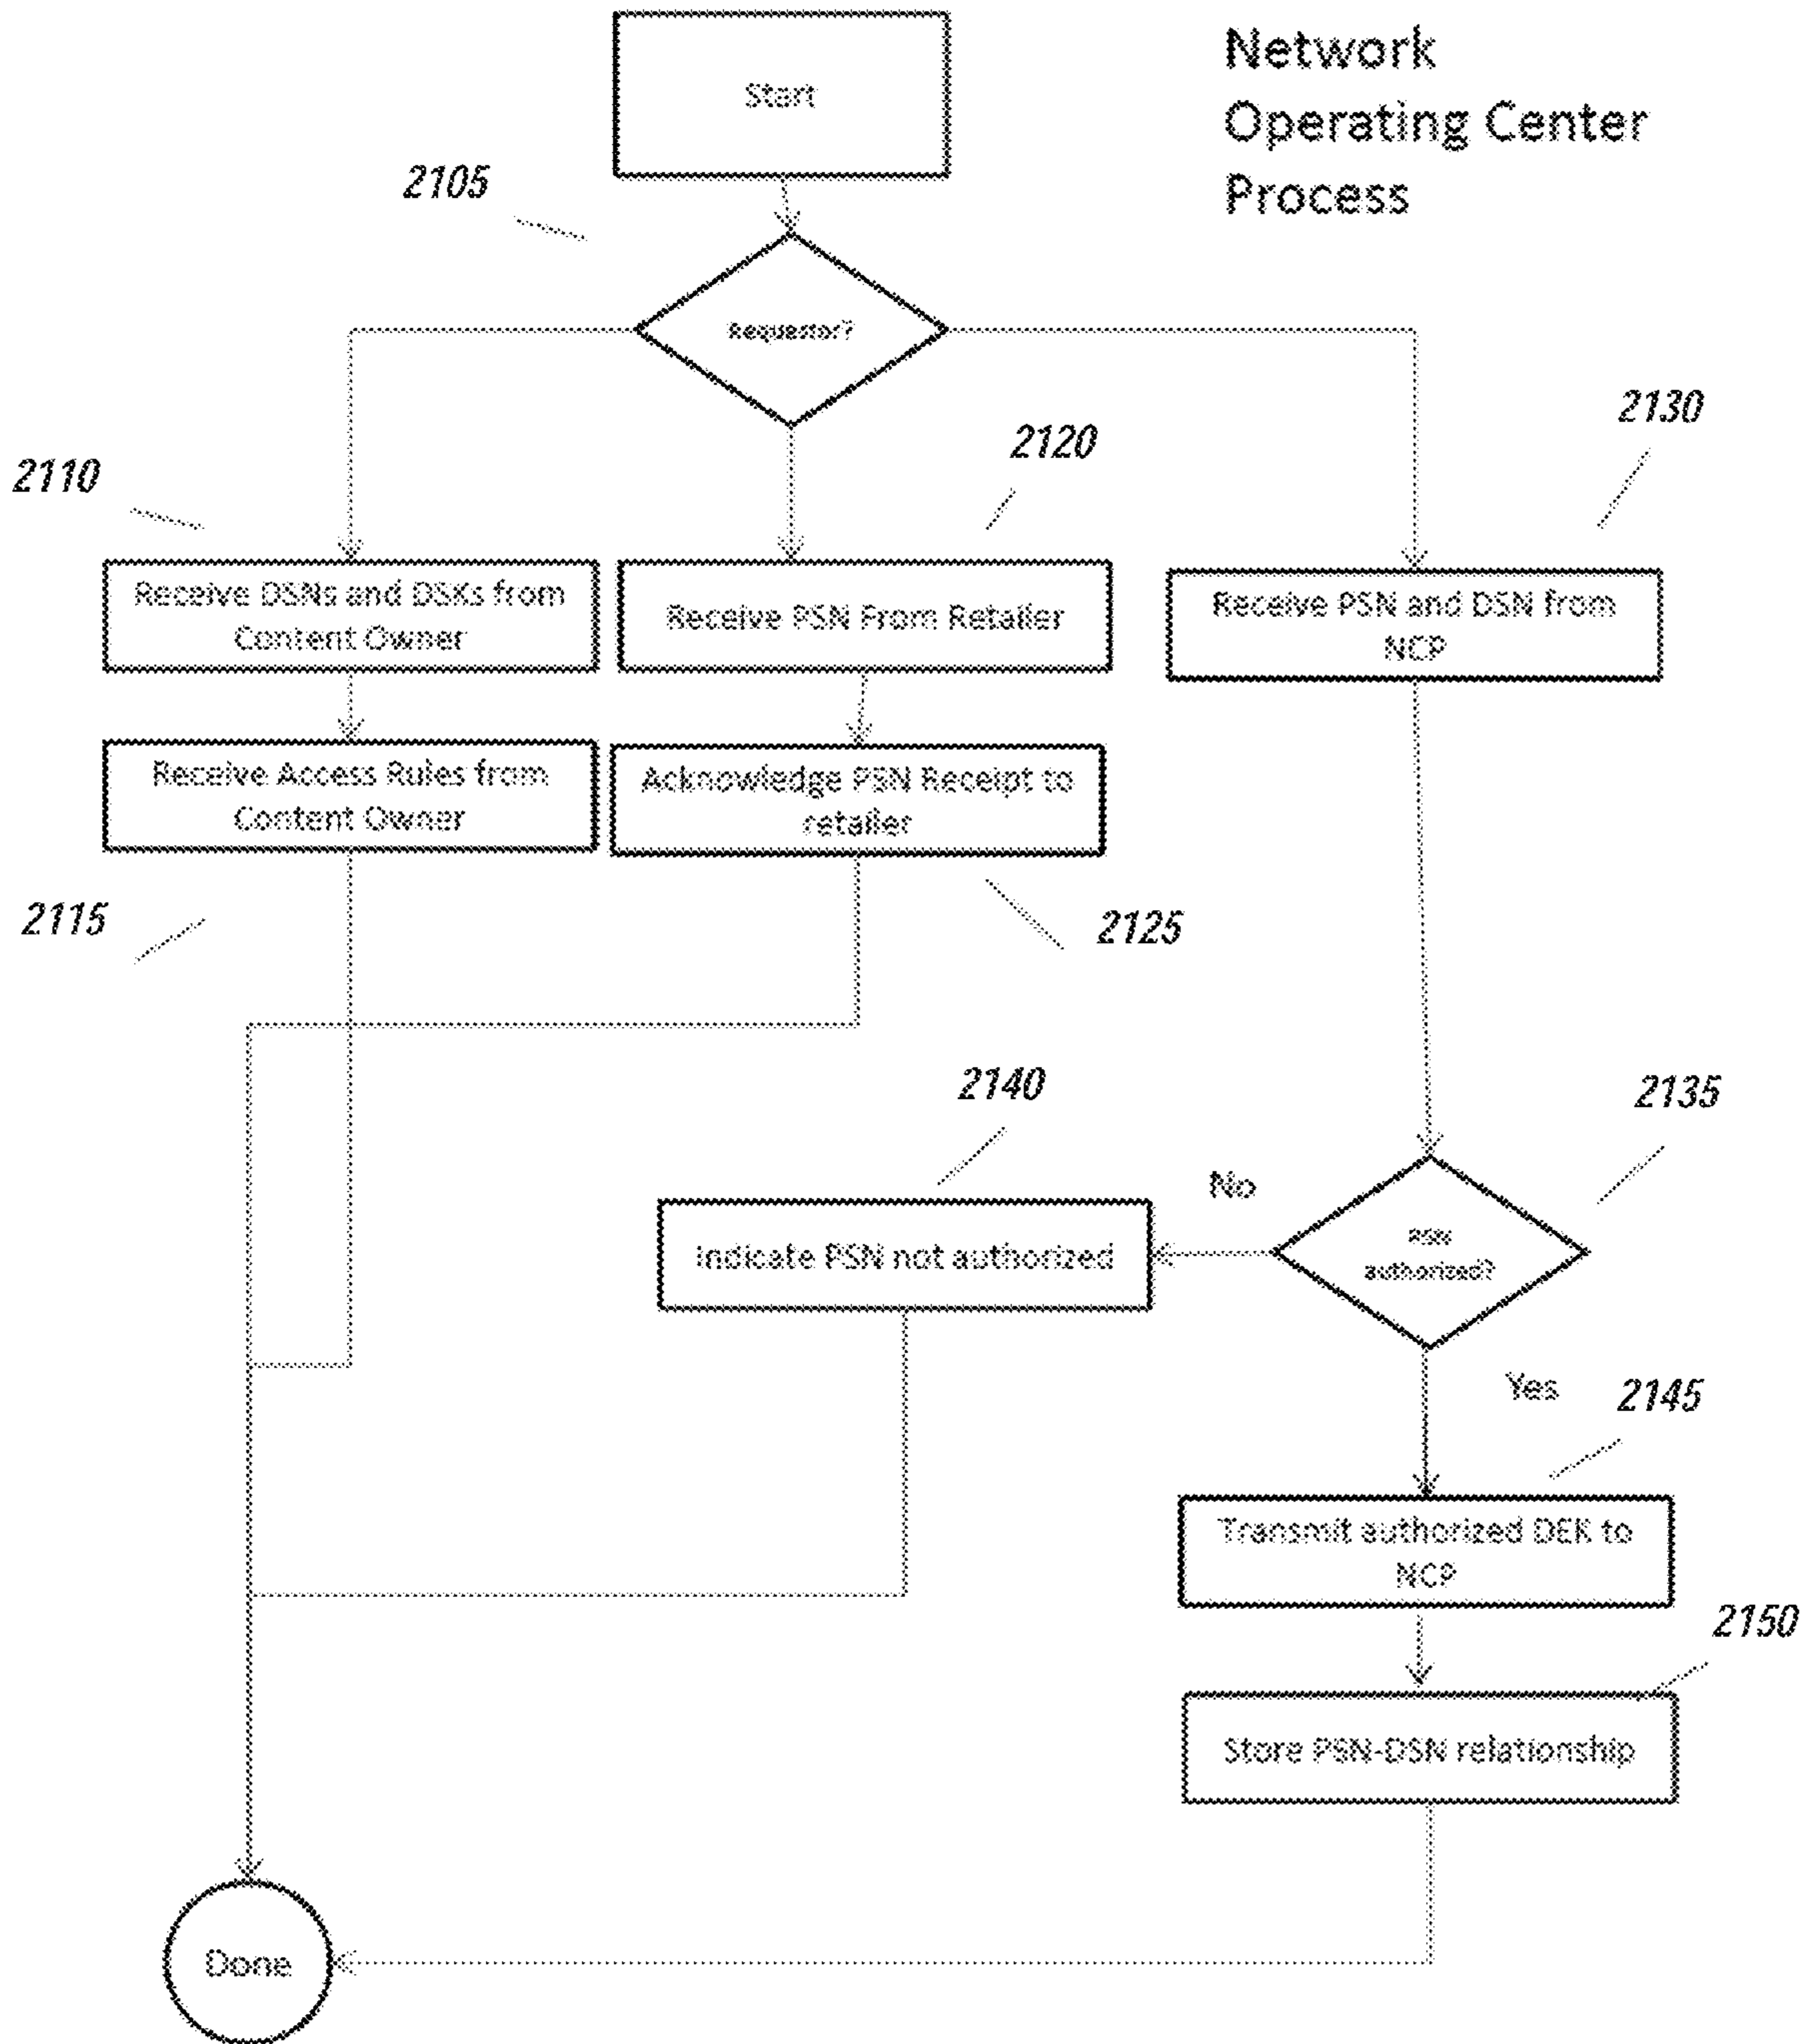 Network
Operating Center
Process
Start
2105
Requestor?
2110
2120
2130
Receive DSNs and DSKs from
Content Owner
Receive PSN From Retailer
Receive PSN and DSN from
NCP
Receive Access Rules from
Content Owner
Acknowledge PSN Receipt to
retailer
2115
2125
2140
2135
No
Indicate PSN not authorized
PSN
authorized?
Yes
2145
Transmit authorized DEK to
NCP
2150
Store PSN-DSN relationship
Done